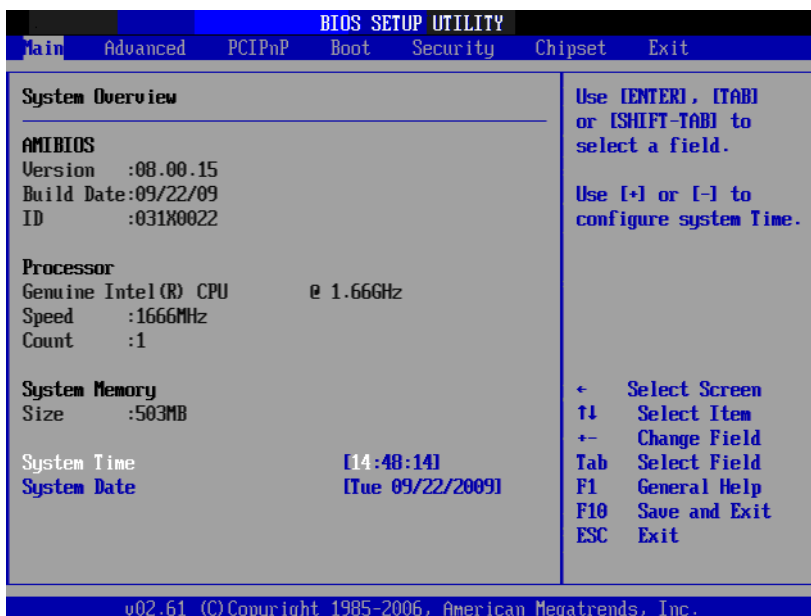 BIOS SETUP UTILITY
Main Advanced PCIPnP Boot Security Chipset Exit
System Overview
AMIBIOS
Version :08.00.15
Build Date:09/22/09
ID :031X0022
Processor
Genuine Intel(R) CPU @ 1.66GHz
Speed :1666MHz
Count :1
System Memory
Size :503MB
System Time [14:48:14]
System Date [Tue 09/22/2009]
Use [ENTER], [TAB]
or [SHIFT-TAB] to
select a field.
Use [+] or [-] to
configure system Time.
← Select Screen
↑↓ Select Item
+- Change Field
Tab Select Field
F1 General Help
F10 Save and Exit
ESC Exit
v02.61 (C)Copyright 1985-2006, American Megatrends, Inc.